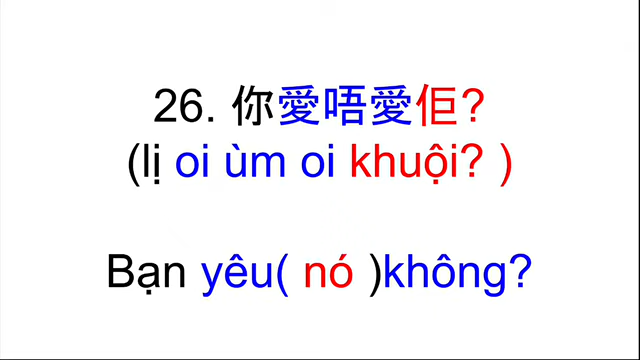 26. 你愛唔愛佢?
(lị oi ùm oi khuội? )
Bạn yêu( nó )không?